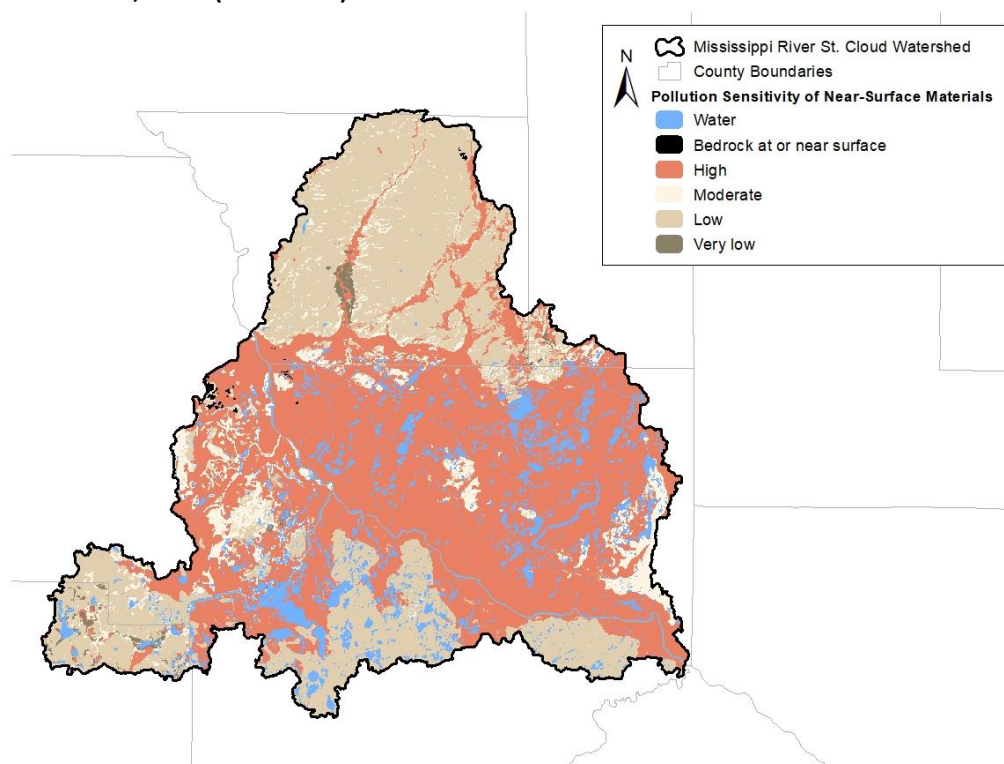 Mississippi River St. Cloud Watershed
N
County Boundaries
Pollution Sensitivity of Near-Surface Materials
Water
Bedrock at or near surface
High
Moderate
Low
Very low